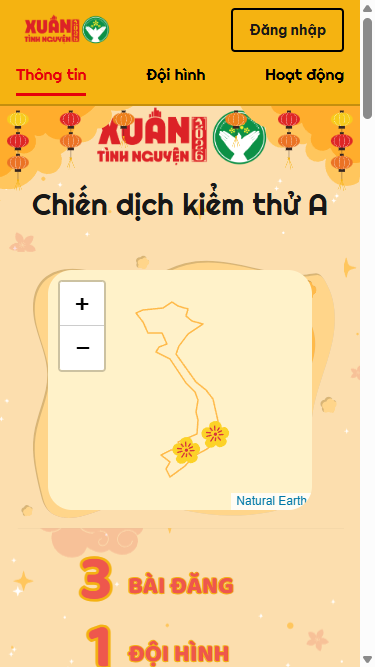 XUÂN
TÌNH NGUYỆN
Đăng nhập
Thông tin
Đội hình
Hoạt động
XUÂN 2026
TÌNH NGUYỆN
Chiến dịch kiểm thử A
+
−
Natural Earth
3 BÀI ĐĂNG
1 ĐỘI HÌNH